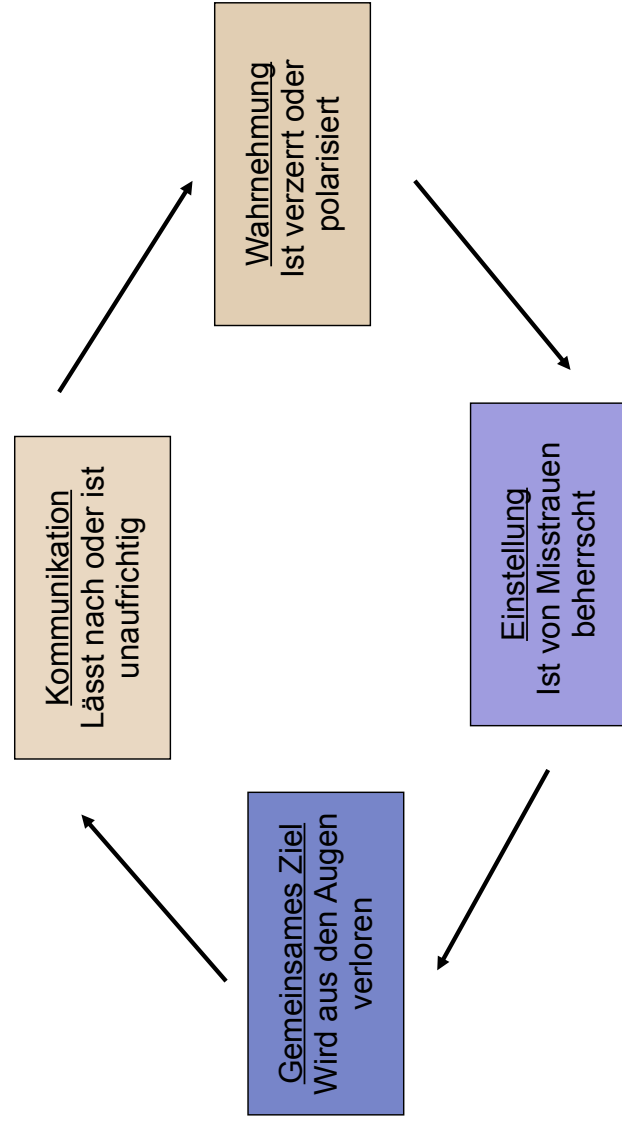 Kommunikation
Lässt nach oder ist
unaufrichtig
Wahrnehmung
Ist verzerrt oder
polarisiert
Einstellung
Ist von Misstrauen
beherrscht
Gemeinsames Ziel
Wird aus den Augen
verloren